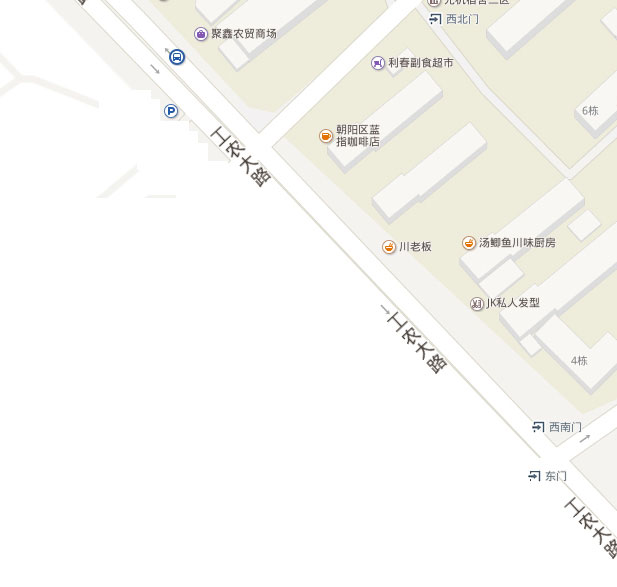 西北门
聚鑫农贸商场
利春副食超市
6栋
P
朝阳区蓝
指咖啡店
工农大路
川老板
汤鲫鱼川味厨房
JK私人发型
工农大路
4栋
西南门
东门
工农大路